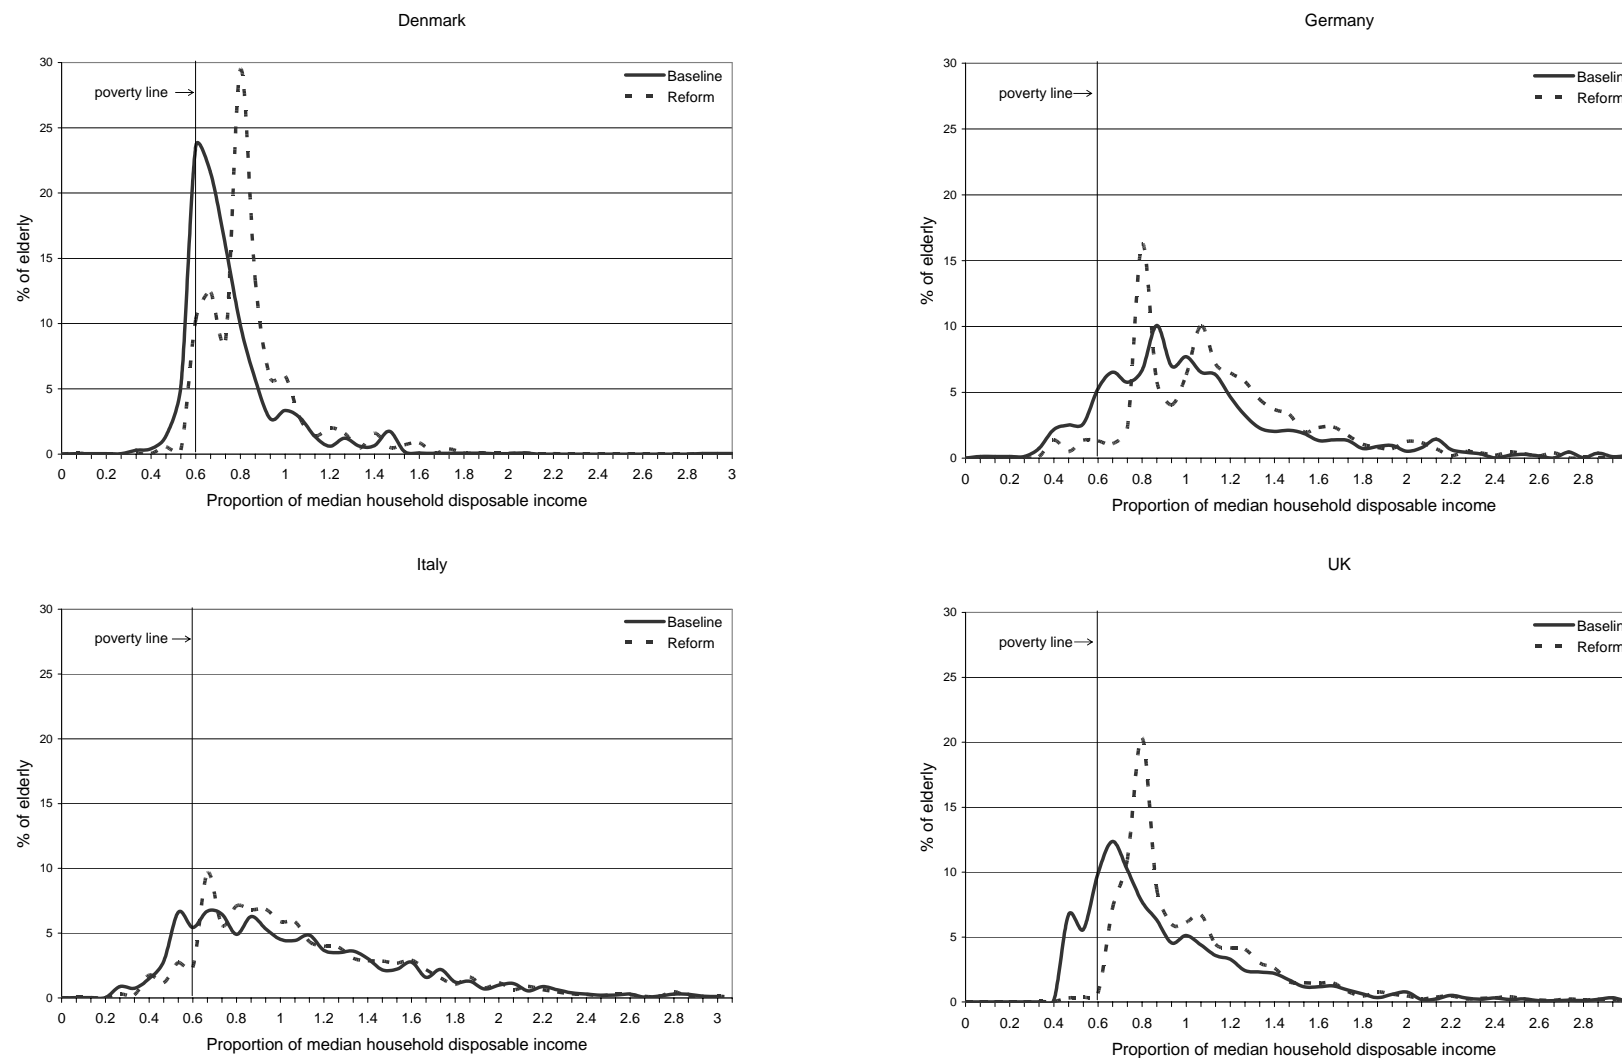 Denmark
30
25
20
15
10
5
0
% of elderly
poverty line
Baseline
Reform
0 0.2 0.4 0.6 0.8 1 1.2 1.4 1.6 1.8 2 2.2 2.4 2.6 2.8 3
Proportion of median household disposable income
Germany
30
25
20
15
10
5
0
% of elderly
poverty line
Baselin
Reform
0 0.2 0.4 0.6 0.8 1 1.2 1.4 1.6 1.8 2 2.2 2.4 2.6 2.8
Proportion of median household disposable income
Italy
30
25
20
15
10
5
0
% of elderly
poverty line
Baseline
Reform
0 0.2 0.4 0.6 0.8 1 1.2 1.4 1.6 1.8 2 2.2 2.4 2.6 2.8 3
Proportion of median household disposable income
UK
30
25
20
15
10
5
0
% of elderly
poverty line
Baselin
Reform
0 0.2 0.4 0.6 0.8 1 1.2 1.4 1.6 1.8 2 2.2 2.4 2.6 2.8
Proportion of median household disposable income